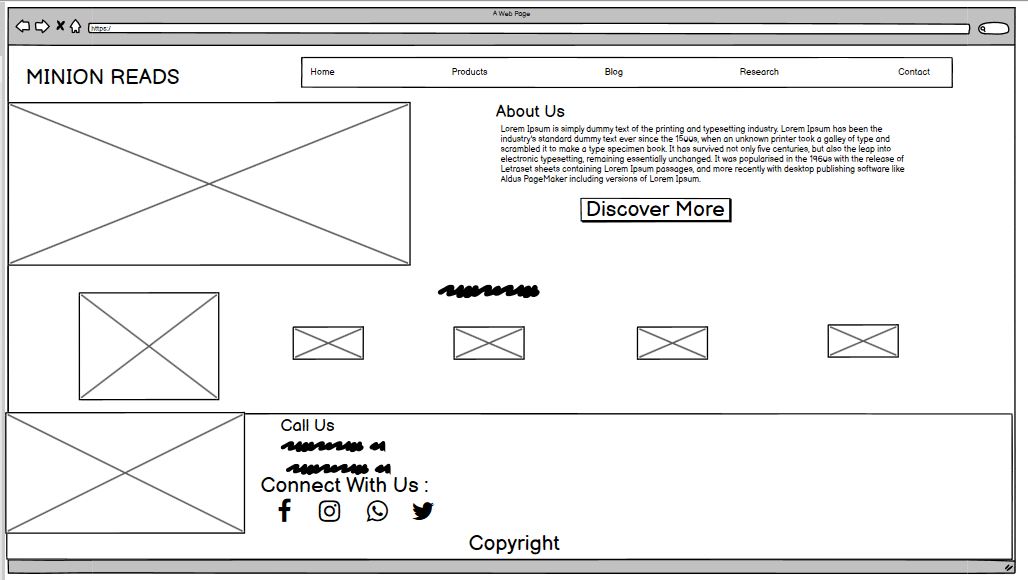 A Web Page
https:/
MINION READS
Home Products Blog Research Contact
About Us
Lorem Ipsum is simply dummy text of the printing and typesetting industry. Lorem Ipsum has been the
industry's standard dummy text ever since the 1500s, when an unknown printer took a galley of type and
scrambled it to make a type specimen book. It has survived not only five centuries, but also the leap into
electronic typesetting, remaining essentially unchanged. It was popularised in the 1960s with the release of
Letraset sheets containing Lorem Ipsum passages, and more recently with desktop publishing software like
Aldus PageMaker including versions of Lorem Ipsum.
Discover More
Call Us
Connect With Us :
Copyright